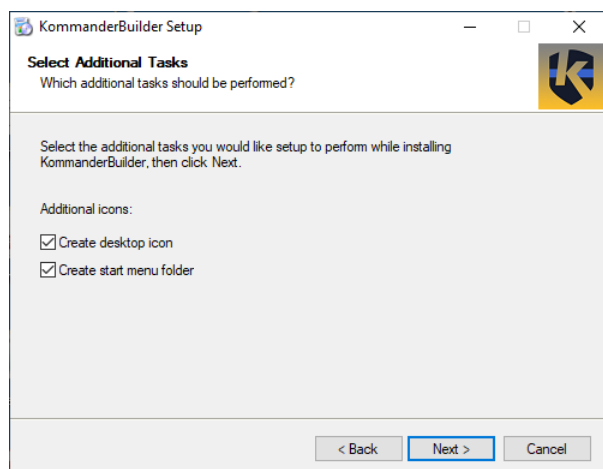 KommanderBuilder Setup
Select Additional Tasks
Which additional tasks should be performed?
K
Select the additional tasks you would like setup to perform while installing
KommanderBuilder, then click Next.
Additional icons:
Create desktop icon
Create start menu folder
< Back Next > Cancel